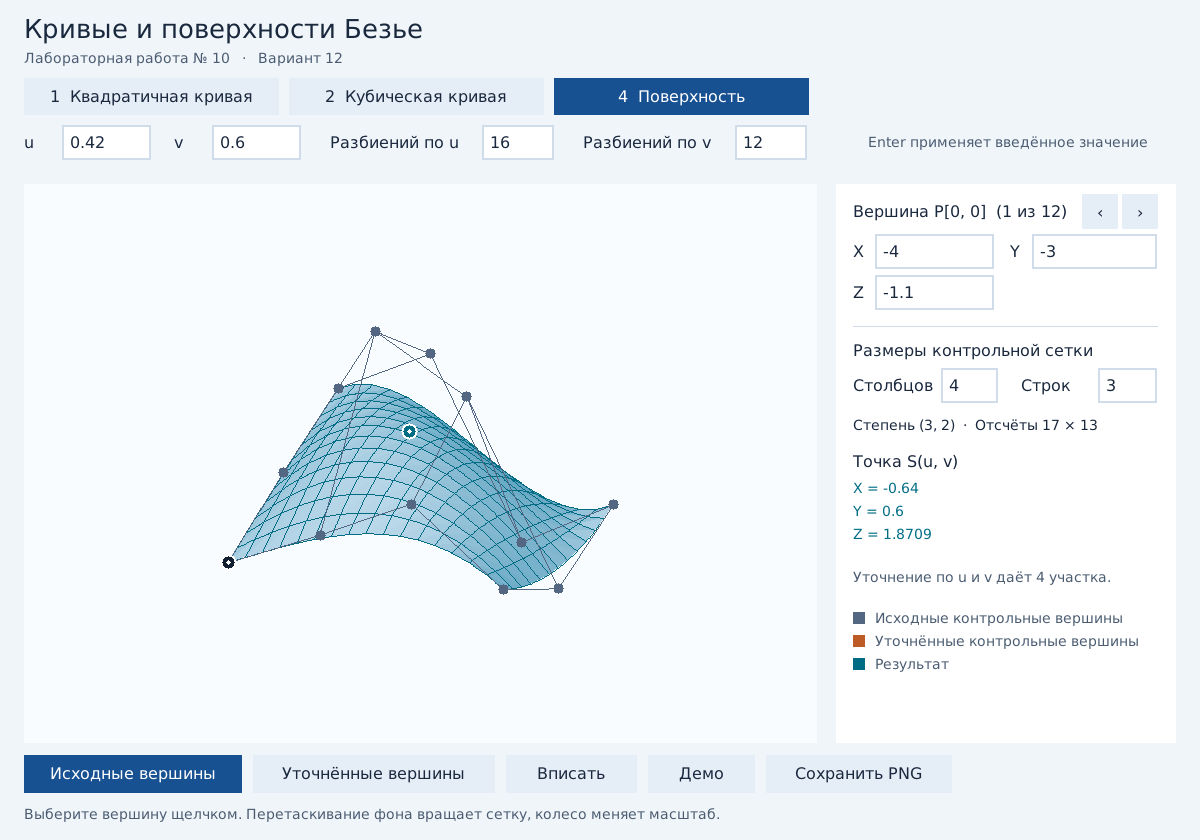 Кривые и поверхности Безье
Лабораторная работа № 10 · Вариант 12
1 Квадратичная кривая 2 Кубическая кривая 4 Поверхность
u 0.42 v 0.6 Разбиений по u 16 Разбиений по v 12 Enter применяет введённое значение
Вершина P[0, 0] (1 из 12) ‹ ›
X -4 Y -3
Z -1.1
Размеры контрольной сетки
Столбцов 4 Строк 3
Степень (3, 2) · Отсчёты 17 × 13
Точка S(u, v)
X = -0.64
Y = 0.6
Z = 1.8709
Уточнение по u и v даёт 4 участка.
Исходные контрольные вершины
Уточнённые контрольные вершины
Результат
Исходные вершины Уточнённые вершины Вписать Демо Сохранить PNG
Выберите вершину щелчком. Перетаскивание фона вращает сетку, колесо меняет масштаб.